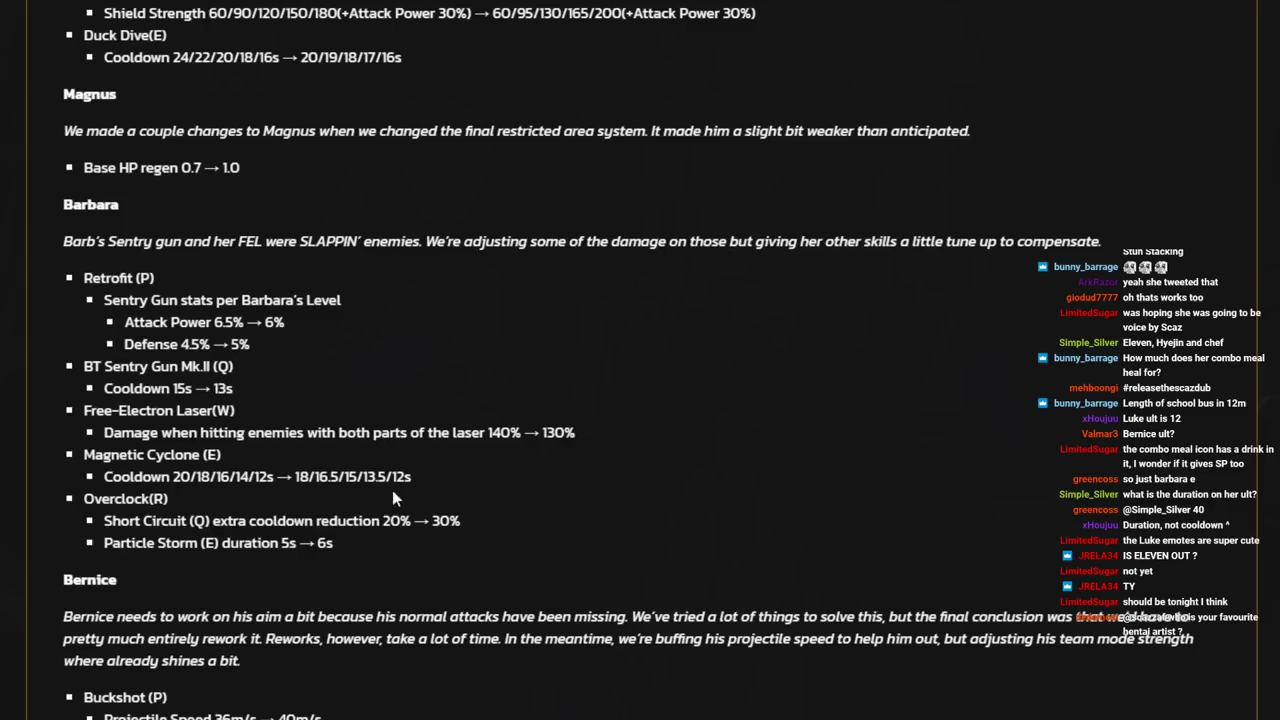 Shield Strength 60/90/120/150/180(+Attack Power 30%) → 60/95/130/165/200(+Attack Power 30%)
Duck Dive(E)
Cooldown 24/22/20/18/16s → 20/19/18/17/16s
Magnus
We made a couple changes to Magnus when we changed the final restricted area system. It made him a slight bit weaker than anticipated.
Base HP regen 0.7 → 1.0
Barbara
Barb's Sentry gun and her FEL were SLAPPIN' enemies. We're adjusting some of the damage on those but giving her other skills a little tune up to compensate.
Retrofit (P)
Sentry Gun stats per Barbara's Level
Attack Power 6.5% → 6%
Defense 4.5% → 5%
BT Sentry Gun Mk.II (Q)
Cooldown 15s → 13s
Free-Electron Laser(W)
Damage when hitting enemies with both parts of the laser 140% → 130%
Magnetic Cyclone (E)
Cooldown 20/18/16/14/12s → 18/16.5/15/13.5/12s
Overclock(R)
Short Circuit (Q) extra cooldown reduction 20% → 30%
Particle Storm (E) duration 5s → 6s
Bernice
Bernice needs to work on his aim a bit because his normal attacks have been missing. We've tried a lot of things to solve this, but the final conclusion was that we'd have to
pretty much entirely rework it. Reworks, however, take a lot of time. In the meantime, we're buffing his projectile speed to help him out, but adjusting his team mode strength
where already shines a bit.
Buckshot (P)
Projectile Speed 36m/s → 40m/s
Stun Stacking
bunny_barrage
ArkRazor yeah she tweeted that
giodud7777 oh thats works too
LimitedSugar was hoping she was going to be
voice by Scaz
Simple_Silver Eleven, Hyejin and chef
bunny_barrage How much does her combo meal
heal for?
mehboongi #releasethescazdub
bunny_barrage Length of school bus in 12m
xHoujuu Luke ult is 12
Valmar3 Bernice ult?
LimitedSugar the combo meal icon has a drink in
it, I wonder if it gives SP too
greencoss so just barbara e
Simple_Silver what is the duration on her ult?
greencoss @Simple_Silver 40
xHoujuu Duration, not cooldown ^
LimitedSugar the Luke emotes are super cute
JRELA34 IS ELEVEN OUT ?
LimitedSugar not yet
JRELA34 TY
LimitedSugar should be tonight I think
is your favourite
hentai artist ?